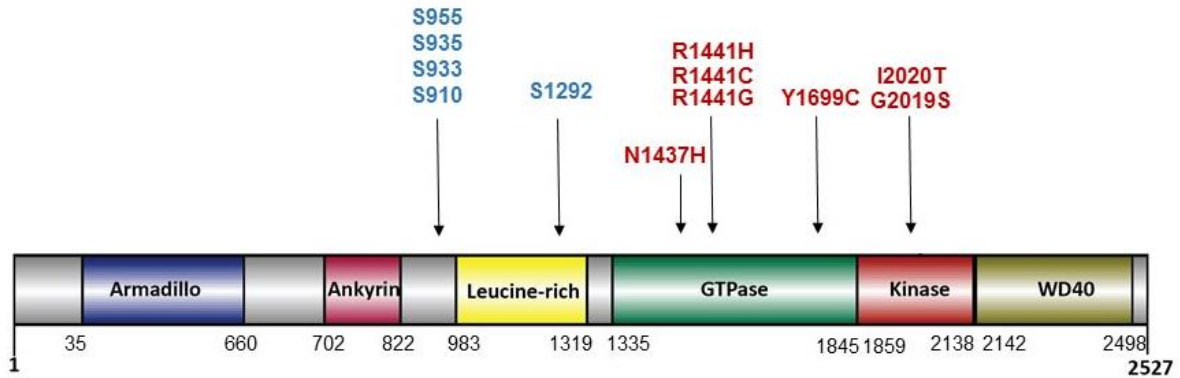 S955
S935
S933
S910
S1292
R1441H
R1441C
R1441G
N1437H
Y1699C
I2020T
G2019S
Armadillo
Ankyrin
Leucine-rich
GTPase
Kinase
WD40
35 660 702 822 983 1319 1335 1845 1859 2138 2142 2498
1 2527